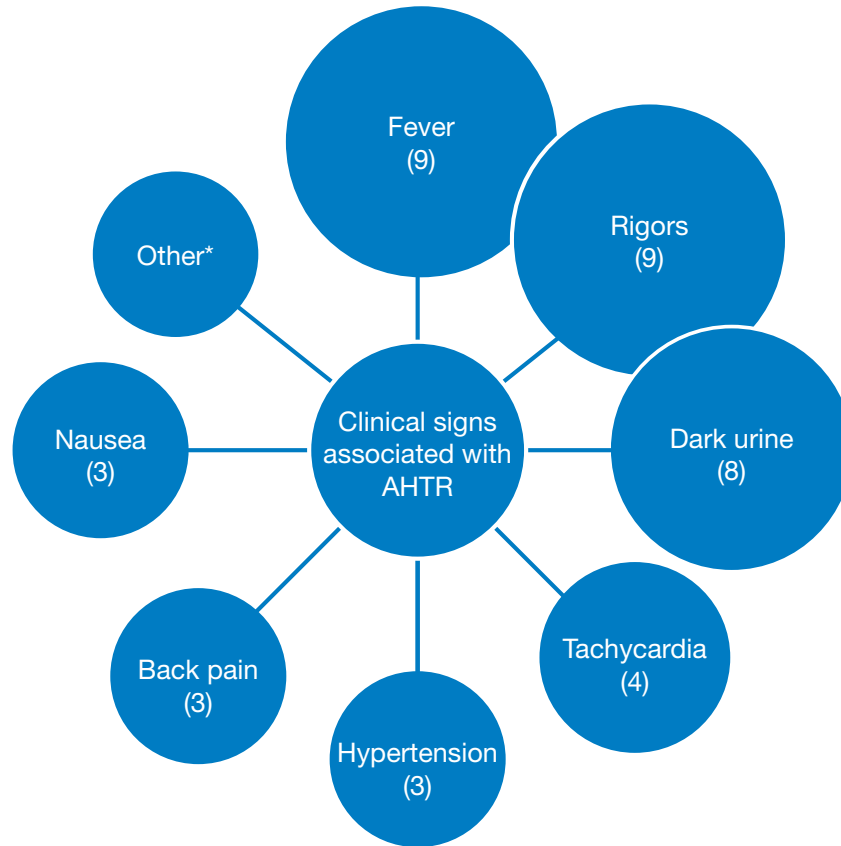 Fever
(9)
Rigors
(9)
Other*
Clinical signs
associated with
AHTR
Nausea
(3)
Dark urine
(8)
Back pain
(3)
Tachycardia
(4)
Hypertension
(3)